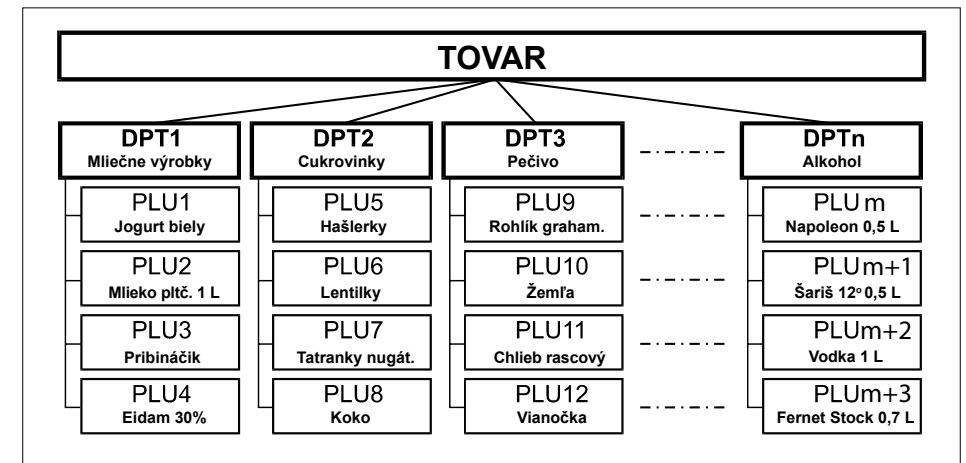 TOVAR
DPT1
Mliečne výrobky
PLU1
Jogurt biely
PLU2
Mlieko pltč. 1 L
PLU3
Pribináčik
PLU4
Eidam 30%
DPT2
Cukrovinky
PLU5
Hašlerky
PLU6
Lentilky
PLU7
Tatranky nugát.
PLU8
Koko
DPT3
Pečivo
PLU9
Rohlík graham.
PLU10
Žemľa
PLU11
Chlieb rascový
PLU12
Vianočka
DPTn
Alkohol
PLU m
Napoleon 0,5 L
PLUm+1
Šariš 12º 0,5 L
PLUm+2
Vodka 1 L
PLUm+3
Fernet Stock 0,7 L